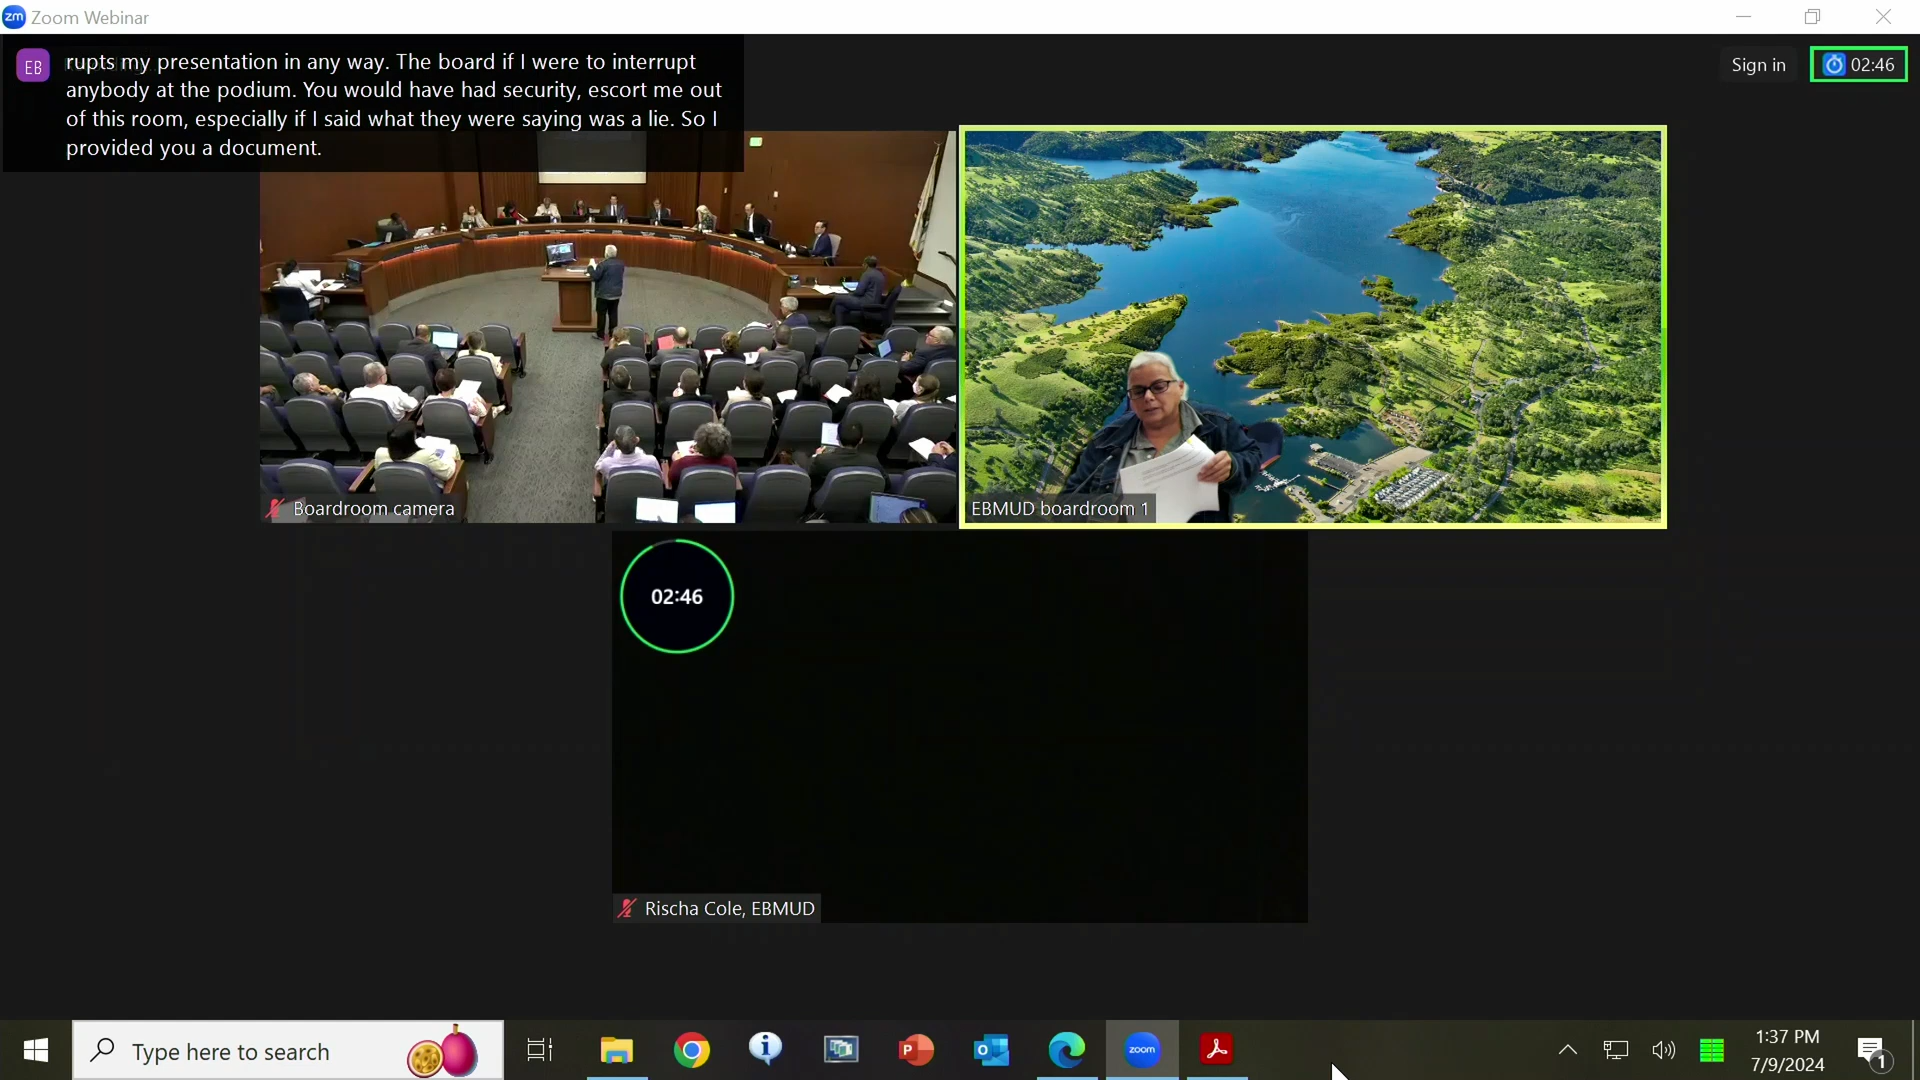 zm Zoom Webinar
EB
rupts my presentation in any way. The board if I were to interrupt
anybody at the podium. You would have had security, escort me out
of this room, especially if I said what they were saying was a lie. So I
provided you a document.
Sign in
02:46
Boardroom camera
EBMUD boardroom 1
02:46
Rischa Cole, EBMUD
Type here to search
zoom
1:37 PM
7/9/2024
1